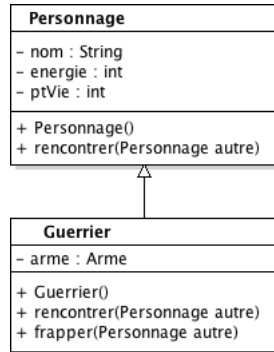 Personnage
– nom : String
– energie : int
– ptVie : int
+ Personnage()
+ rencontrer(Personnage autre)
Guerrier
– arme : Arme
+ Guerrier()
+ rencontrer(Personnage autre)
+ frapper(Personnage autre)